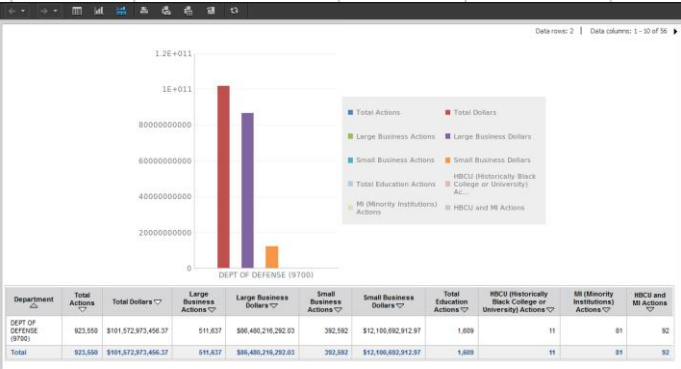 Data rows: 2 | Data columns: 1 - 10 of 56
1.2E+011
1E+011
80000000000
60000000000
40000000000
20000000000
0
DEPT OF DEFENSE (9700)
Total Actions Total Dollars
Large Business Actions Large Business Dollars
Small Business Actions Small Business Dollars
Total Education Actions HBCU (Historically Black
College or University)
Ac...
MI (Minority Institutions)
Actions HBCU and MI Actions
Department Total
Actions Total Dollars Large
Business
Actions Large Business
Dollars Small
Business
Actions Small Business
Dollars Total
Education
Actions HBCU (Historically
Black College or
University) Actions MI (Minority
Institutions)
Actions HBCU and
MI Actions
DEPT OF
DEFENSE
(9700) 923,550 $101,572,973,456.37 511,637 $86,480,216,292.03 392,592 $12,100,692,912.97 1,609 11 81 92
Total 923,550 $101,572,973,456.37 511,637 $86,480,216,292.03 392,592 $12,100,692,912.97 1,609 11 81 92